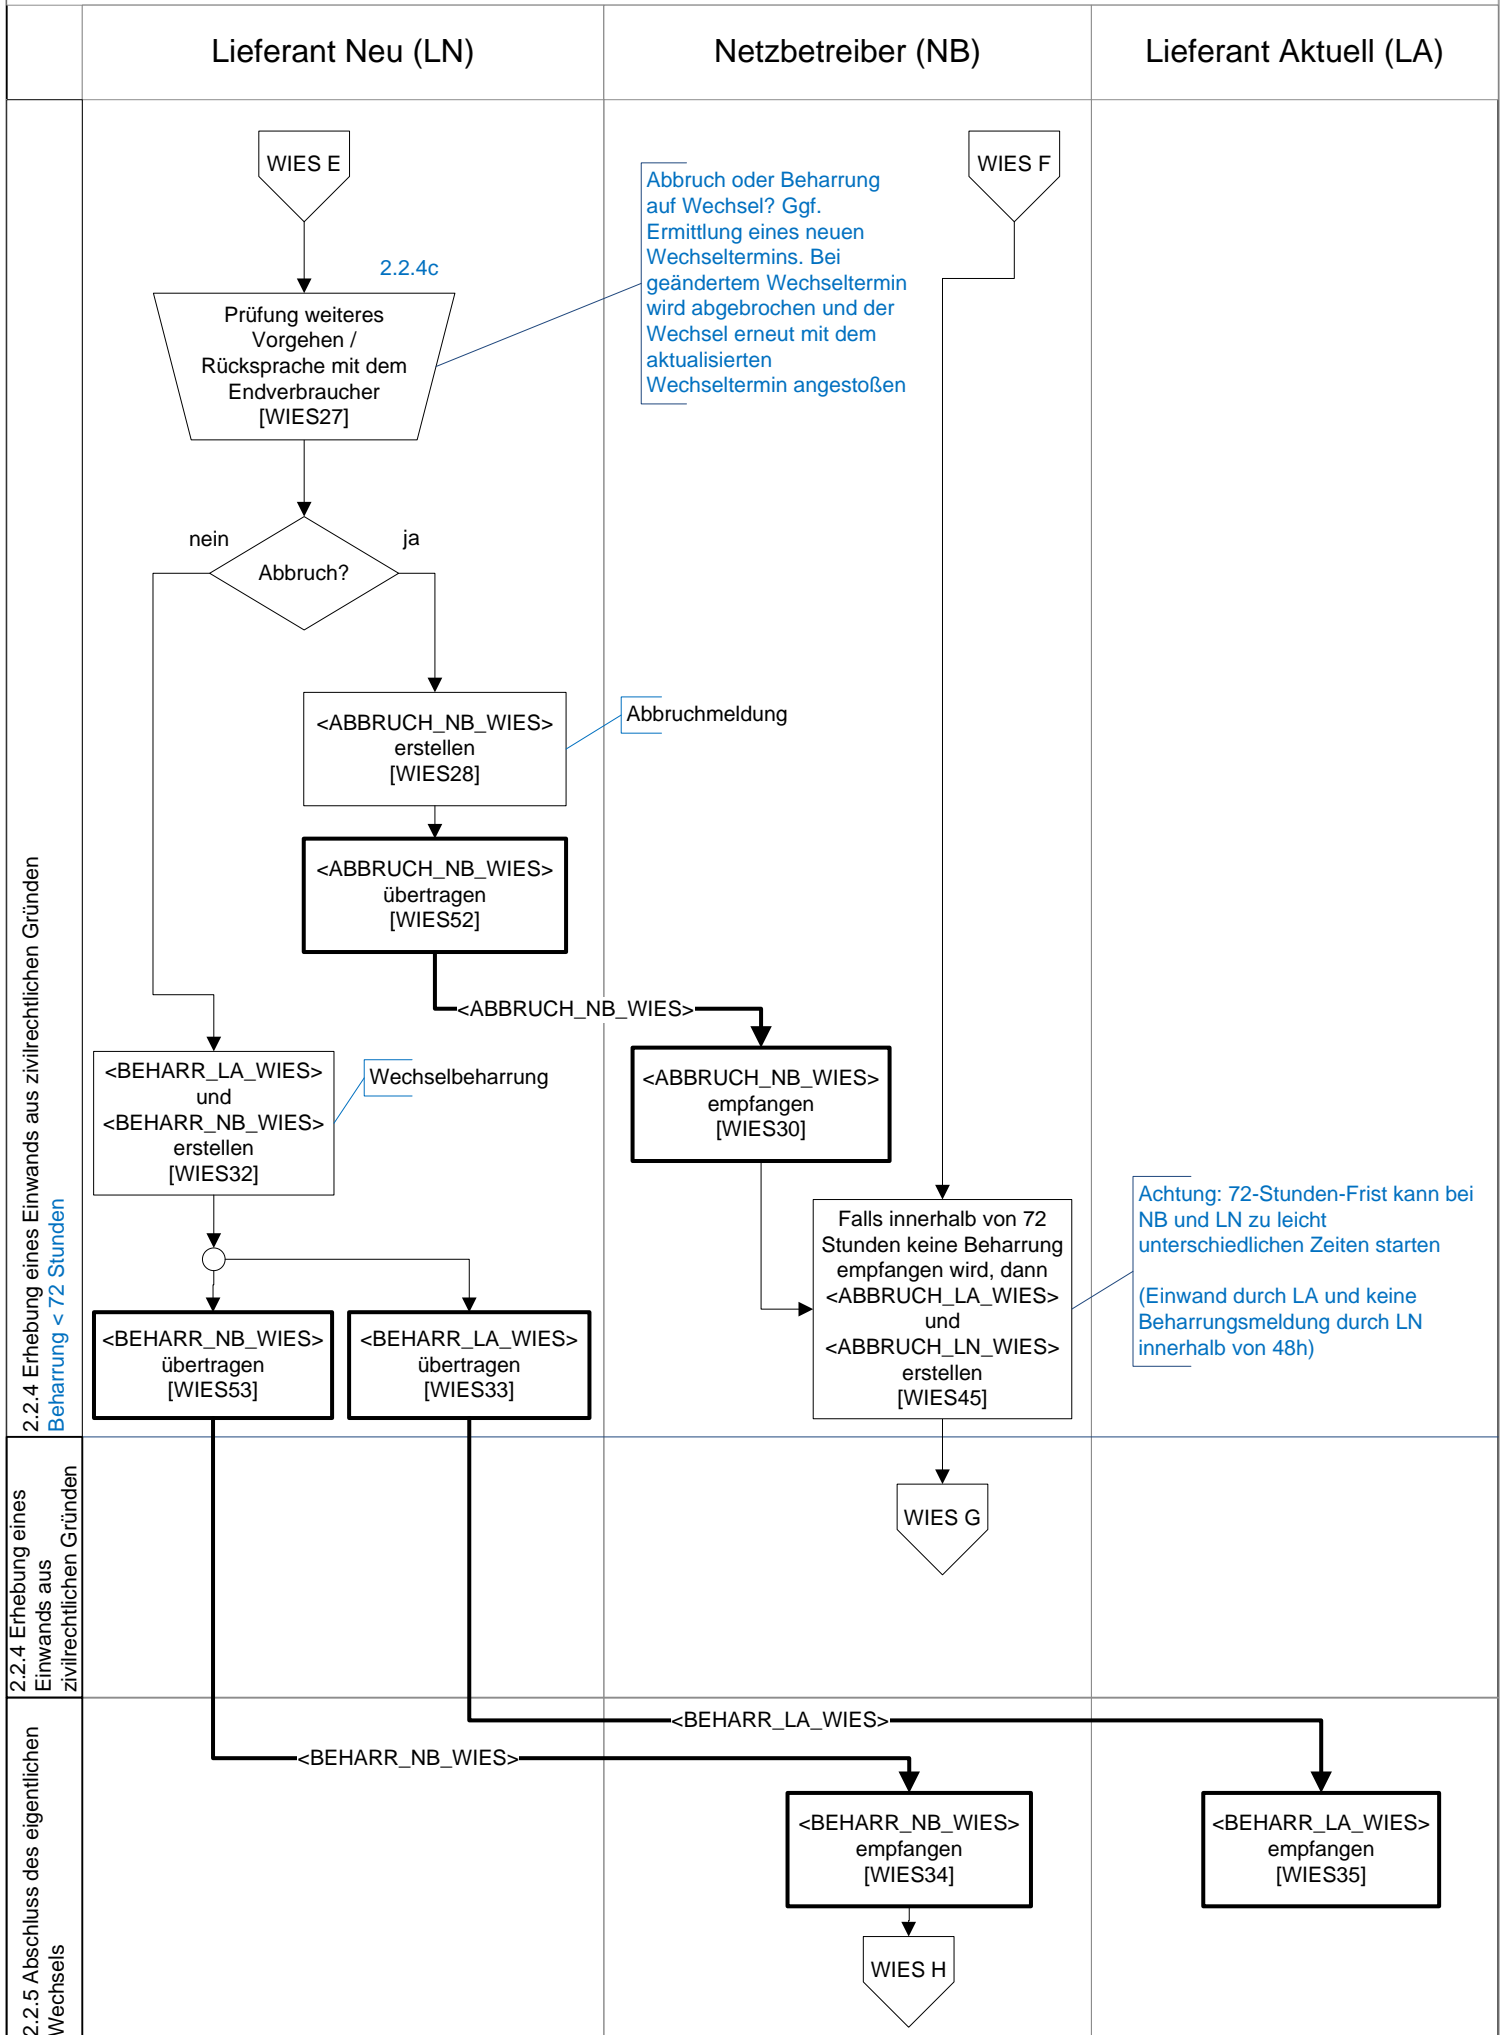 Lieferant Neu (LN)
Netzbetreiber (NB)
Lieferant Aktuell (LA)
2.2.4 Erhebung eines Einwands aus zivilrechtlichen Gründen
Beharrung < 72 Stunden
WIES E
WIES F
Abbruch oder Beharrung
auf Wechsel? Ggf.
Ermittlung eines neuen
Wechseltermins. Bei
geändertem Wechseltermin
wird abgebrochen und der
Wechsel erneut mit dem
aktualisierten
Wechseltermin angestoßen
2.2.4c
Prüfung weiteres
Vorgehen /
Rücksprache mit dem
Endverbraucher
[WIES27]
nein
ja
Abbruch?
<ABBRUCH_NB_WIES>
erstellen
[WIES28]
Abbruchmeldung
<ABBRUCH_NB_WIES>
übertragen
[WIES52]
<ABBRUCH_NB_WIES>
<BEHARR_LA_WIES>
und
<BEHARR_NB_WIES>
erstellen
[WIES32]
Wechselbeharrung
<ABBRUCH_NB_WIES>
empfangen
[WIES30]
Falls innerhalb von 72
Stunden keine Beharrung
empfangen wird, dann
<ABBRUCH_LA_WIES>
und
<ABBRUCH_LN_WIES>
erstellen
[WIES45]
Achtung: 72-Stunden-Frist kann bei
NB und LN zu leicht
unterschiedlichen Zeiten starten
(Einwand durch LA und keine
Beharrungsmeldung durch LN
innerhalb von 48h)
<BEHARR_NB_WIES>
übertragen
[WIES53]
<BEHARR_LA_WIES>
übertragen
[WIES33]
2.2.4 Erhebung eines
Einwands aus
zivilrechtlichen Gründen
WIES G
2.2.5 Abschluss des eigentlichen
Wechsels
<BEHARR_LA_WIES>
<BEHARR_NB_WIES>
<BEHARR_NB_WIES>
empfangen
[WIES34]
<BEHARR_LA_WIES>
empfangen
[WIES35]
WIES H